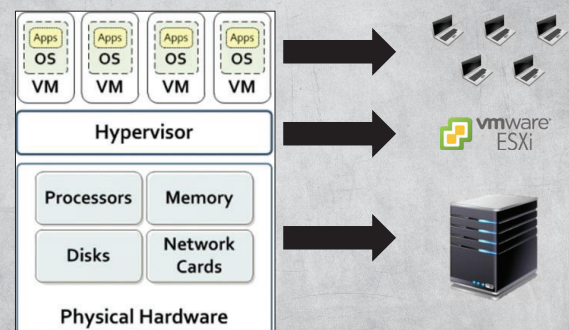 Apps Apps Apps Apps
OS OS OS OS
VM VM VM VM
Hypervisor
vmware
ESXi
Processors Memory
Disks Network
Cards
Physical Hardware